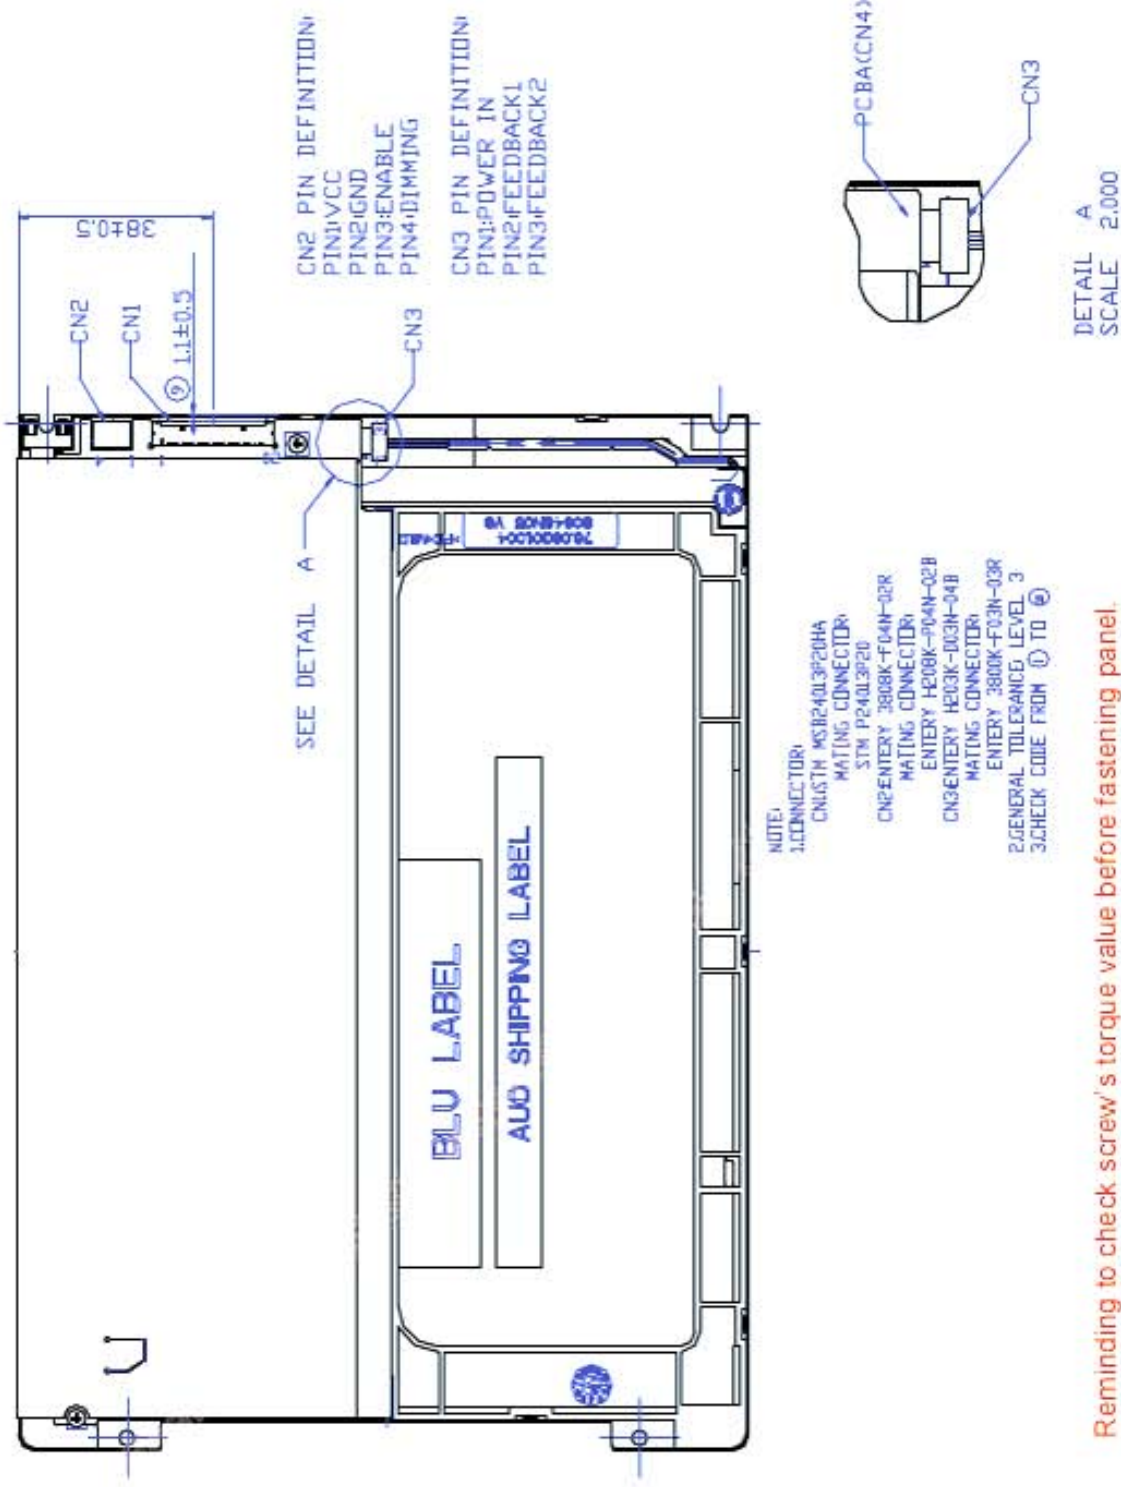 38±0.5
CN2
CN1
⑨ 1.1±0.5
CN2 PIN DEFINITION:
PIN1:VCC
PIN2:GND
PIN3:ENABLE
PIN4:DIMMING
CN3 PIN DEFINITION:
PIN1:POWER IN
PIN2:FEEDBACK1
PIN3:FEEDBACK2
CN3
SEE DETAIL A
BLU LABEL
AUO SHIPPING LABEL
PCBA(CN4)
CN3
DETAIL A
SCALE 2.000
NOTE:
1.CONNECTOR:
CN1:STM MSB24013P20HA
MATING CONNECTOR:
STM P24013P20
CN2:ENTERY 3808K-F04N-02R
MATING CONNECTOR:
ENTERY H208K-P04N-02B
CN3:ENTERY H203K-D03N-04B
MATING CONNECTOR:
ENTERY 3800K-F03N-03R
2.GENERAL TOLERANCE: LEVEL 3
3.CHECK CODE FROM ① TO
Reminding to check screw's torque value before fastening panel.